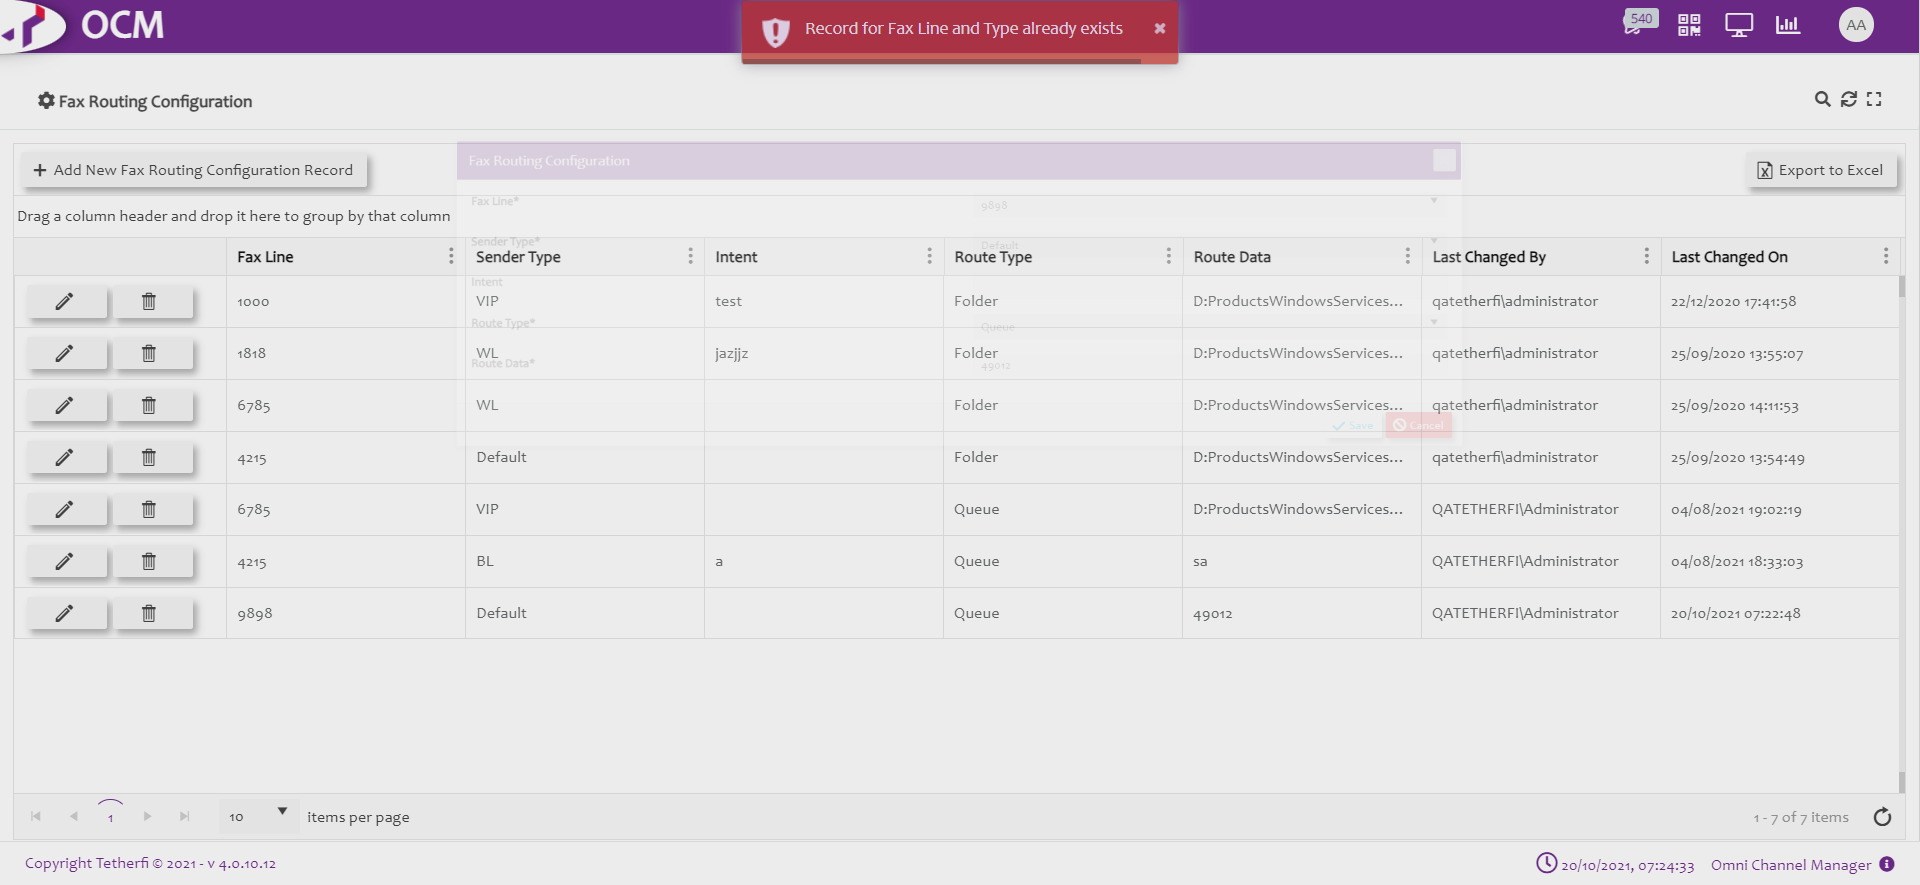 OCM
Record for Fax Line and Type already exists
540
AA
Fax Routing Configuration
Fax Routing Configuration
Add New Fax Routing Configuration Record
Export to Excel
Fax Line*
9898
Drag a column header and drop it here to group by that column
Sender Type*
Default
Fax Line Sender Type Intent Route Type Route Data Last Changed By Last Changed On
Intent
1000 VIP test Folder D:ProductsWindowsServices... qatetherfi\administrator 22/12/2020 17:41:58
Route Type*
Queue
1818 WL jazjjz Folder D:ProductsWindowsServices... qatetherfi\administrator 25/09/2020 13:55:07
Route Data*
49012
6785 WL Folder D:ProductsWindowsServices... qatetherfi\administrator 25/09/2020 14:11:53
Save Cancel
4215 Default Folder D:ProductsWindowsServices... qatetherfi\administrator 25/09/2020 13:54:49
6785 VIP Queue D:ProductsWindowsServices... QATETHERFI\Administrator 04/08/2021 19:02:19
4215 BL a Queue sa QATETHERFI\Administrator 04/08/2021 18:33:03
9898 Default Queue 49012 QATETHERFI\Administrator 20/10/2021 07:22:48
1
10
items per page
1 - 7 of 7 items
Copyright Tetherfi © 2021 - v 4.0.10.12
20/10/2021, 07:24:33
Omni Channel Manager